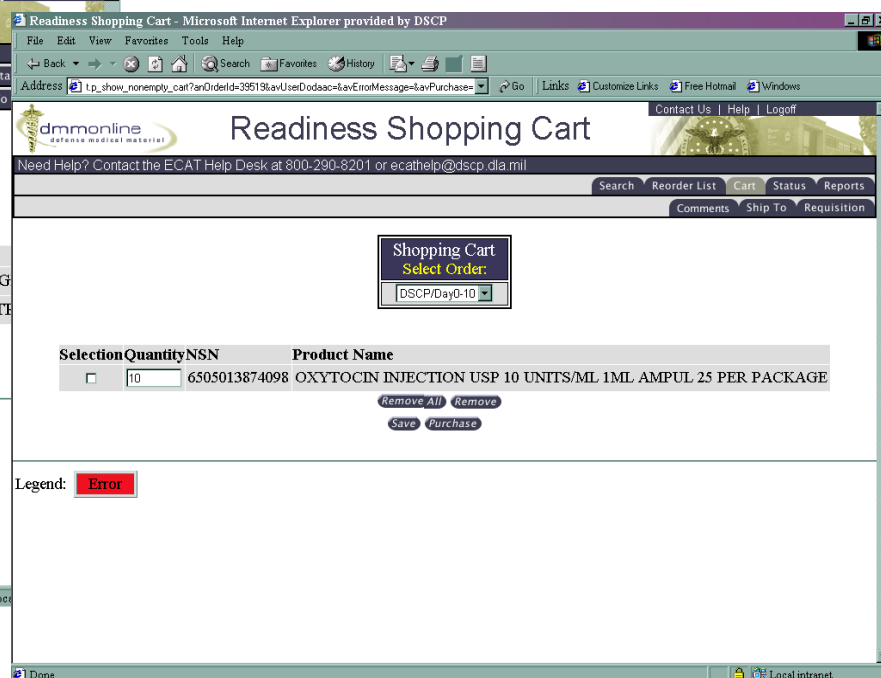 Readiness Shopping Cart - Microsoft Internet Explorer provided by DSCP
File Edit View Favorites Tools Help
Back Search Favorites History
Address t.p_show_nonempty_cart?anOrderId=39519&avUserDodaac=&avErrorMessage=&avPurchase= Go Links Customize Links Free Hotmail Windows
Contact Us | Help | Logoff
dmmonline
defense medical materiel
Readiness Shopping Cart
Need Help? Contact the ECAT Help Desk at 800-290-8201 or ecathelp@dscp.dla.mil
Search Reorder List Cart Status Reports
Comments Ship To Requisition
Shopping Cart
Select Order:
DSCP/Day0-10
Selection Quantity NSN Product Name
10 6505013874098 OXYTOCIN INJECTION USP 10 UNITS/ML 1ML AMPUL 25 PER PACKAGE
Remove All Remove
Save Purchase
Legend: Error
Done Local intranet